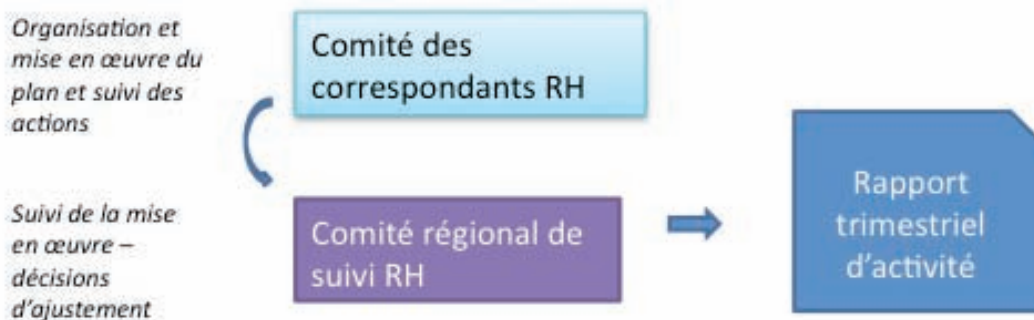 Organisation et
mise en œuvre du
plan et suivi des
actions
Comité des
correspondants RH
Suivi de la mise
en œuvre –
décisions
d'ajustement
Comité régional de
suivi RH
Rapport
trimestriel
d'activité